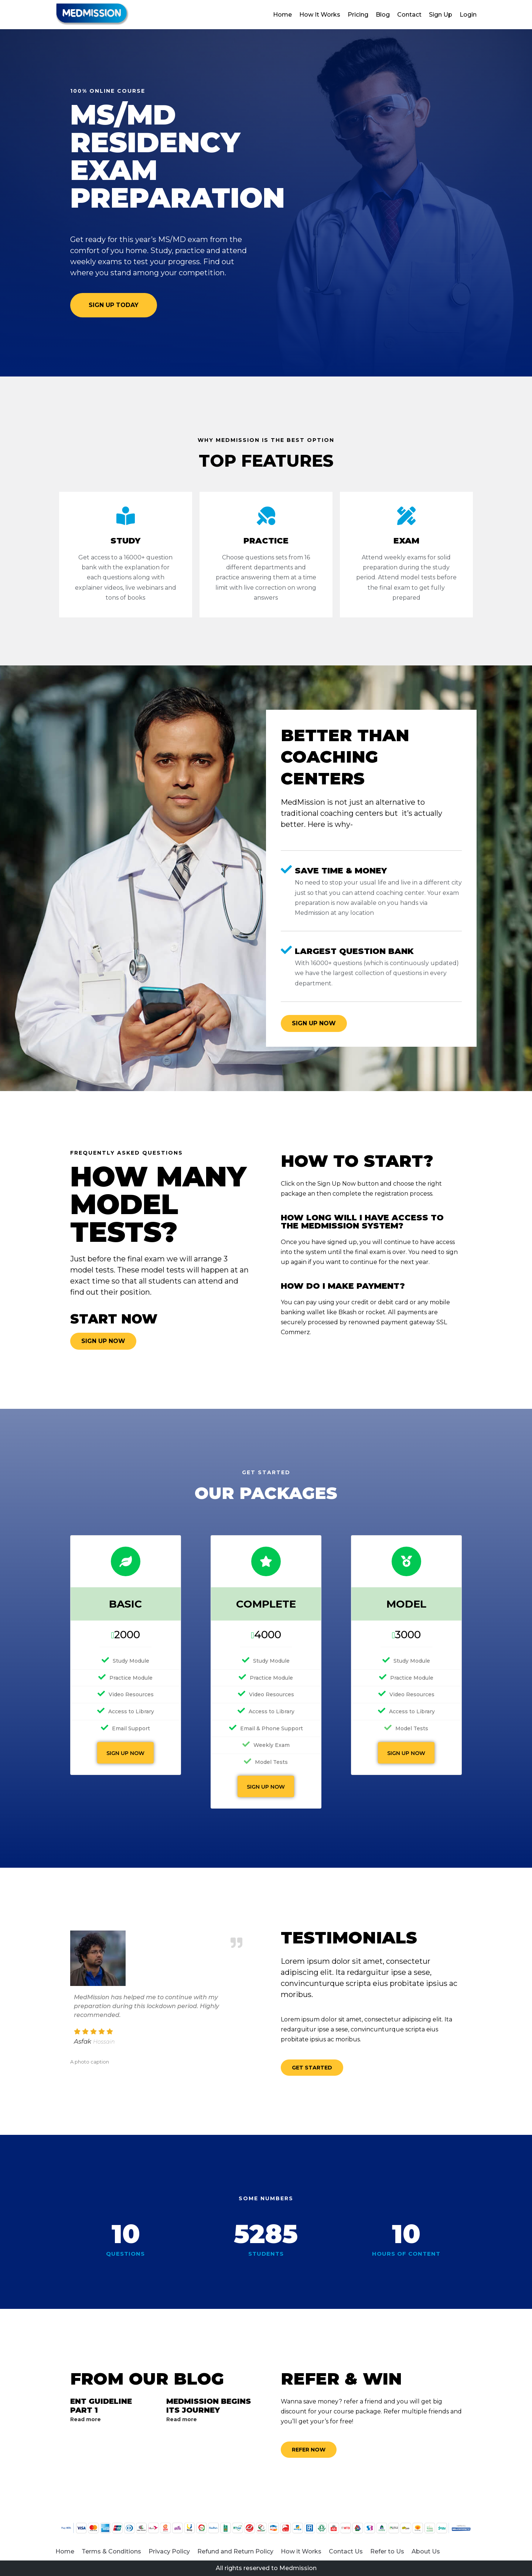 MEDMISSION
Home How It Works Pricing Blog Contact Sign Up Login
100% ONLINE COURSE
MS/MD
RESIDENCY
EXAM
PREPARATION
Get ready for this year's MS/MD exam from the
comfort of you home. Study, practice and attend
weekly exams to test your progress. Find out
where you stand among your competition.
SIGN UP TODAY
WHY MEDMISSION IS THE BEST OPTION
TOP FEATURES
STUDY
Get access to a 16000+ question
bank with the explanation for
each questions along with
explainer videos, live webinars and
tons of books
PRACTICE
Choose questions sets from 16
different departments and
practice answering them at a time
limit with live correction on wrong
answers
EXAM
Attend weekly exams for solid
preparation during the study
period. Attend model tests before
the final exam to get fully
prepared
BETTER THAN
COACHING
CENTERS
MedMission is not just an alternative to
traditional coaching centers but it's actually
better. Here is why-
SAVE TIME & MONEY
No need to stop your usual life and live in a different city
just so that you can attend coaching center. Your exam
preparation is now available on you hands via
Medmission at any location
LARGEST QUESTION BANK
With 16000+ questions (which is continuously updated)
we have the largest collection of questions in every
department.
SIGN UP NOW
FREQUENTLY ASKED QUESTIONS
HOW MANY
MODEL
TESTS?
Just before the final exam we will arrange 3
model tests. These model tests will happen at an
exact time so that all students can attend and
find out their position.
START NOW
SIGN UP NOW
HOW TO START?
Click on the Sign Up Now button and choose the right
package an then complete the registration process.
HOW LONG WILL I HAVE ACCESS TO
THE MEDMISSION SYSTEM?
Once you have signed up, you will continue to have access
into the system until the final exam is over. You need to sign
up again if you want to continue for the next year.
HOW DO I MAKE PAYMENT?
You can pay using your credit or debit card or any mobile
banking wallet like Bkash or rocket. All payments are
securely processed by renowned payment gateway SSL
Commerz.
GET STARTED
OUR PACKAGES
BASIC
2000
Study Module
Practice Module
Video Resources
Access to Library
Email Support
SIGN UP NOW
COMPLETE
4000
Study Module
Practice Module
Video Resources
Access to Library
Email & Phone Support
Weekly Exam
Model Tests
SIGN UP NOW
MODEL
3000
Study Module
Practice Module
Video Resources
Access to Library
Model Tests
SIGN UP NOW
MedMission has helped me to continue with my
preparation during this lockdown period. Highly
recommended.
Asfak Hossain
A photo caption
TESTIMONIALS
Lorem ipsum dolor sit amet, consectetur
adipiscing elit. Ita redarguitur ipse a sese,
convincunturque scripta eius probitate ipsius ac
moribus.
Lorem ipsum dolor sit amet, consectetur adipiscing elit. Ita
redarguitur ipse a sese, convincunturque scripta eius
probitate ipsius ac moribus.
GET STARTED
SOME NUMBERS
10
QUESTIONS
5285
STUDENTS
10
HOURS OF CONTENT
FROM OUR BLOG
ENT GUIDELINE
PART 1
Read more
MEDMISSION BEGINS
ITS JOURNEY
Read more
REFER & WIN
Wanna save money? refer a friend and you will get big
discount for your course package. Refer multiple friends and
you'll get your's for free!
REFER NOW
VISA
Home Terms & Conditions Privacy Policy Refund and Return Policy How it Works Contact Us Refer to Us About Us
All rights reserved to Medmission